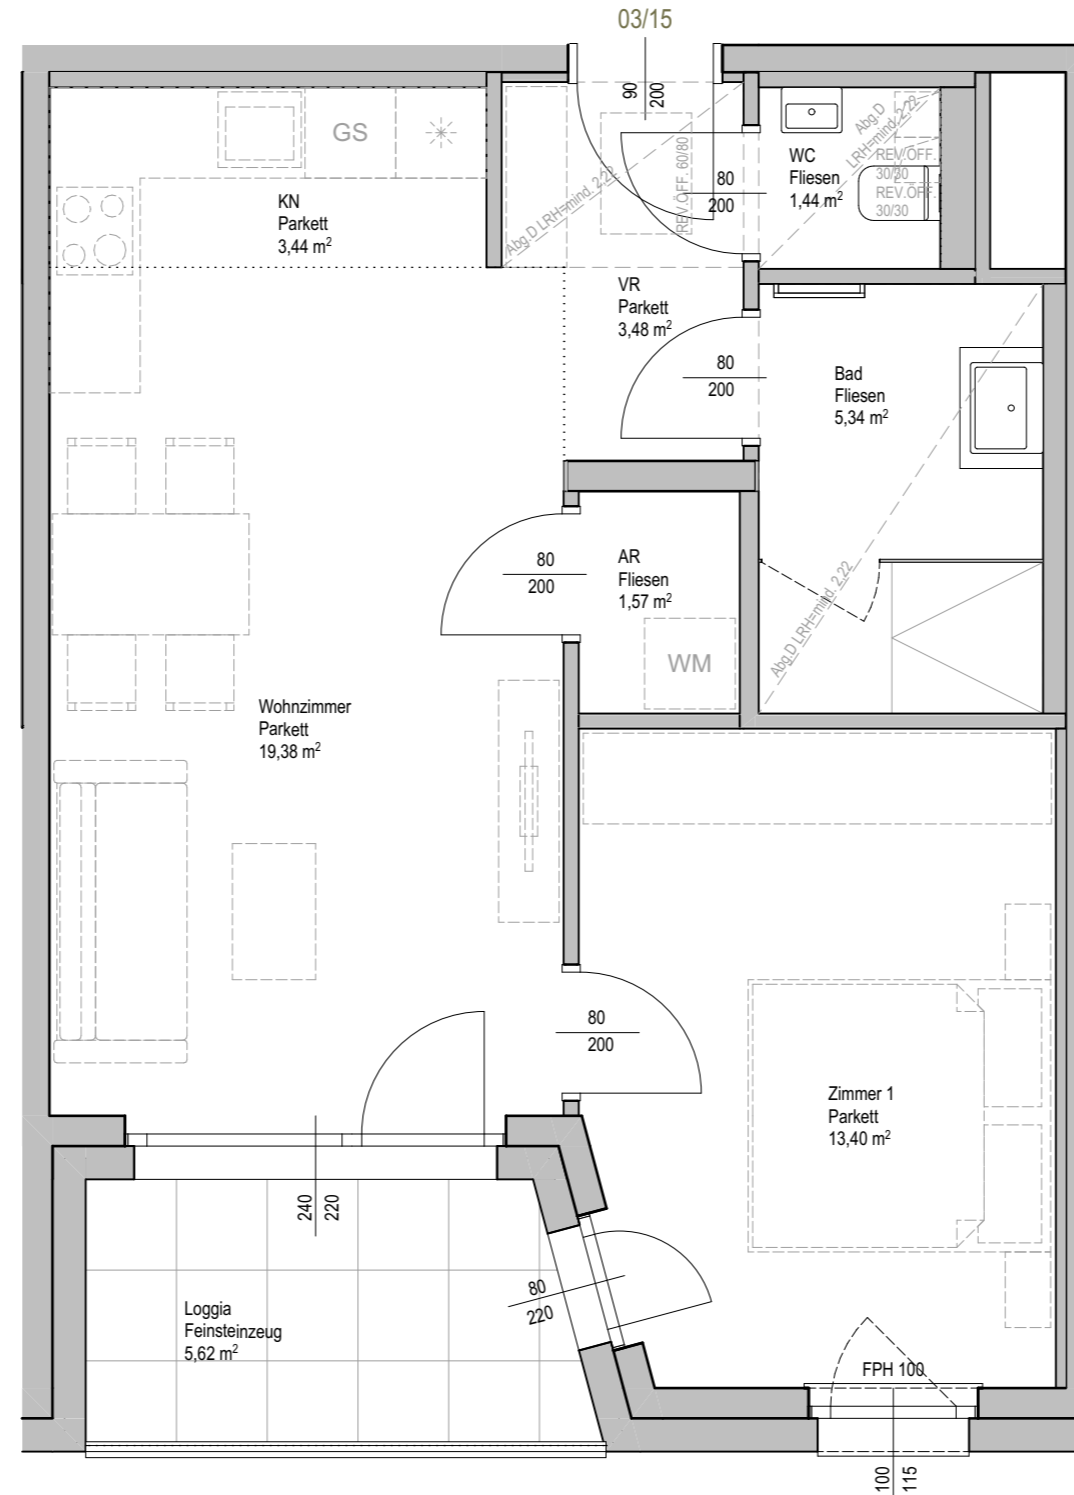 03/15
90
200
GS
KN
Parkett
3,44 m²
Abg.D LRH=mind. 2,22
REV.ÖFF. 60/80
80
200
WC
Fliesen
1,44 m²
Abg.D
LRH=mind. 2,22
REV.ÖFF.
30/30
REV.ÖFF.
30/30
VR
Parkett
3,48 m²
80
200
Bad
Fliesen
5,34 m²
Abg.D LRH=mind. 2,22
80
200
AR
Fliesen
1,57 m²
WM
Wohnzimmer
Parkett
19,38 m²
80
200
Zimmer 1
Parkett
13,40 m²
240
220
80
220
Loggia
Feinsteinzeug
5,62 m²
FPH 100
100
115